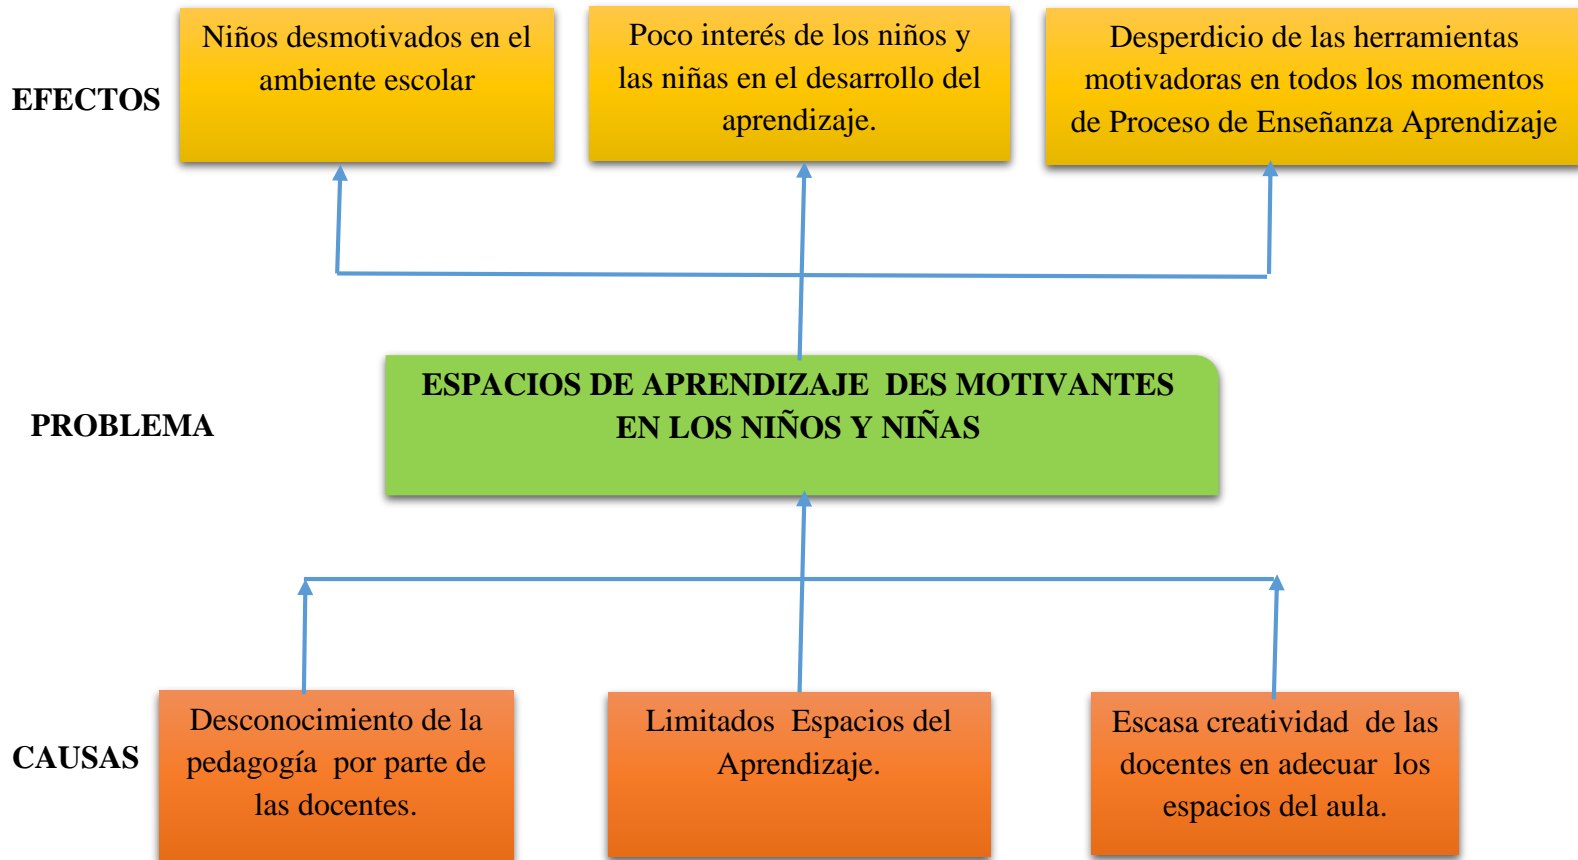 EFECTOS
Niños desmotivados en el
ambiente escolar
Poco interés de los niños y
las niñas en el desarrollo del
aprendizaje.
Desperdicio de las herramientas
motivadoras en todos los momentos
de Proceso de Enseñanza Aprendizaje
PROBLEMA
ESPACIOS DE APRENDIZAJE  DES MOTIVANTES
EN LOS NIÑOS Y NIÑAS
CAUSAS
Desconocimiento de la
pedagogía  por parte de
las docentes.
Limitados  Espacios del
Aprendizaje.
Escasa creatividad  de las
docentes en adecuar  los
espacios del aula.